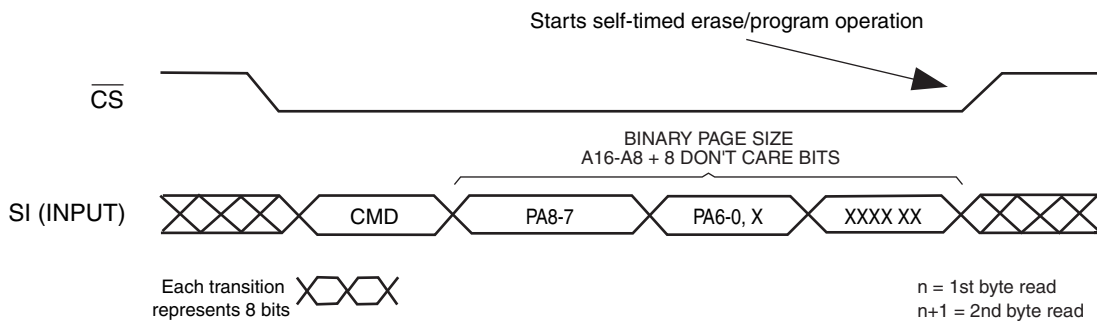 Starts self-timed erase/program operation
CS
BINARY PAGE SIZE
A16-A8 + 8 DON'T CARE BITS
SI (INPUT)
CMD
PA8-7
PA6-0, X
XXXX XX
Each transition
represents 8 bits
n = 1st byte read
n+1 = 2nd byte read